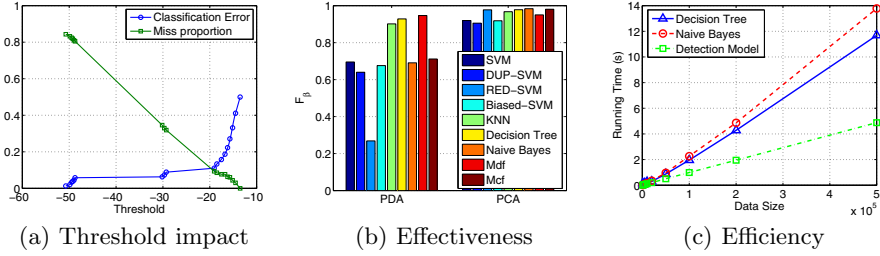 Classification Error
Miss proportion
1
0.8
0.6
0.4
0.2
0
−60 −50 −40 −30 −20 −10
Threshold
(a) Threshold impact
Fβ
1
0.8
0.6
0.4
0.2
0
SVM
DUP−SVM
RED−SVM
Biased−SVM
KNN
Decision Tree
Naive Bayes
Mdf
Mcf
PDA PCA
(b) Effectiveness
Running Time (s)
14
12
10
8
6
4
2
0
Decision Tree
Naive Bayes
Detection Model
0 1 2 3 4 5
Data Size
x 10⁵
(c) Efficiency